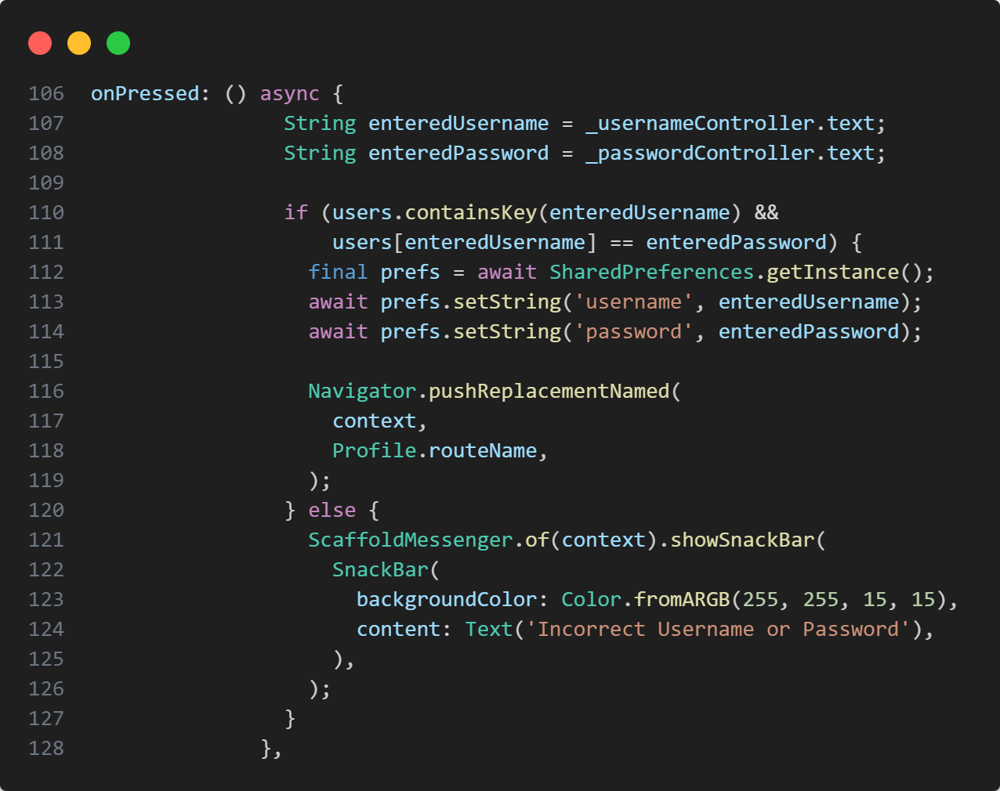 106 onPressed: () async {
107                 String enteredUsername = _usernameController.text;
108                 String enteredPassword = _passwordController.text;
109
110                 if (users.containsKey(enteredUsername) &&
111                     users[enteredUsername] == enteredPassword) {
112                   final prefs = await SharedPreferences.getInstance();
113                   await prefs.setString('username', enteredUsername);
114                   await prefs.setString('password', enteredPassword);
115
116                   Navigator.pushReplacementNamed(
117                     context,
118                     Profile.routeName,
119                   );
120                 } else {
121                   ScaffoldMessenger.of(context).showSnackBar(
122                     SnackBar(
123                       backgroundColor: Color.fromARGB(255, 255, 15, 15),
124                       content: Text('Incorrect Username or Password'),
125                     ),
126                   );
127                 }
128               },